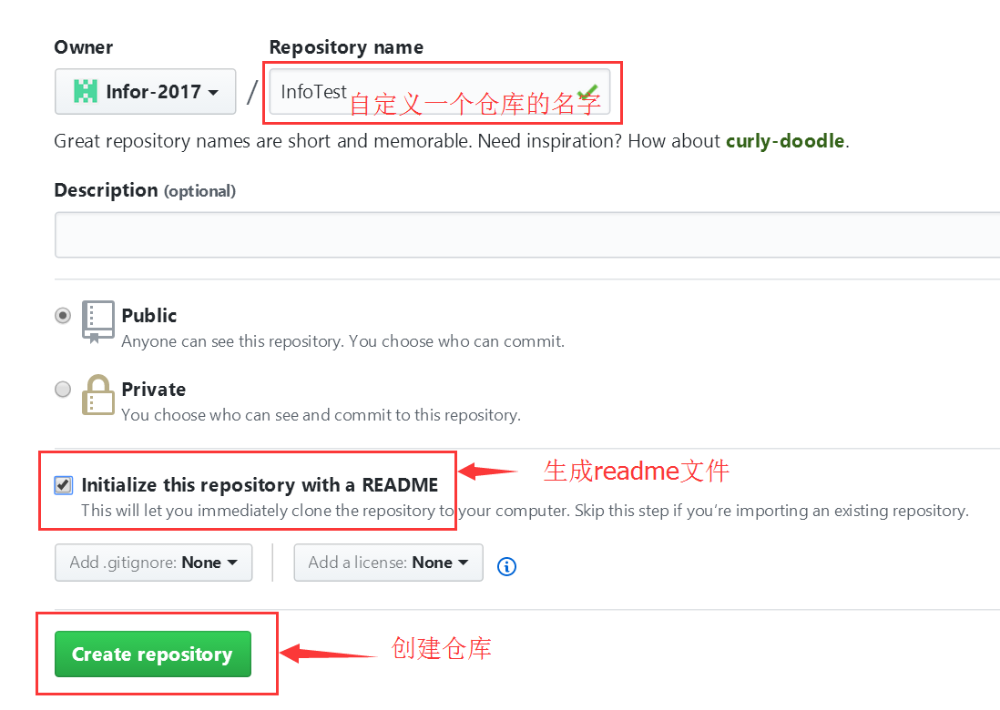 Owner
Repository name
Infor-2017
/
InfoTest
自定义一个仓库的名字
Great repository names are short and memorable. Need inspiration? How about curly-doodle.
Description (optional)
Public
Anyone can see this repository. You choose who can commit.
Private
You choose who can see and commit to this repository.
Initialize this repository with a README
生成readme文件
This will let you immediately clone the repository to your computer. Skip this step if you’re importing an existing repository.
Add .gitignore: None
Add a license: None
Create repository
创建仓库